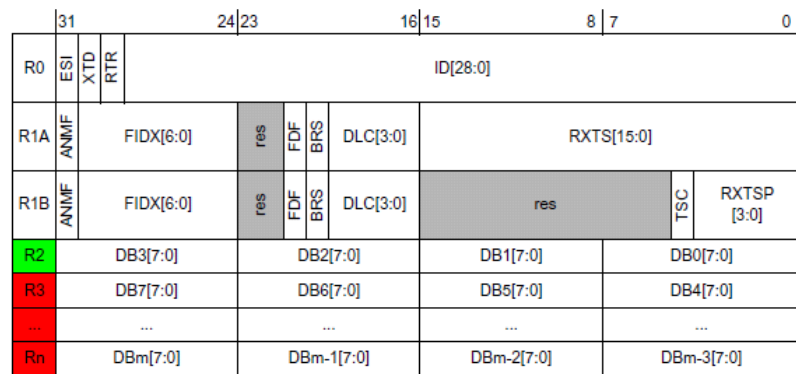 31 24 23 16 15 8 7 0
R0 ESI XTD RTR ID[28:0]
R1A ANMF FIDX[6:0] res FDF BRS DLC[3:0] RXTS[15:0]
R1B ANMF FIDX[6:0] res FDF BRS DLC[3:0] res TSC RXTSP
[3:0]
R2 DB3[7:0] DB2[7:0] DB1[7:0] DB0[7:0]
R3 DB7[7:0] DB6[7:0] DB5[7:0] DB4[7:0]
... ... ... ... ...
Rn DBm[7:0] DBm-1[7:0] DBm-2[7:0] DBm-3[7:0]